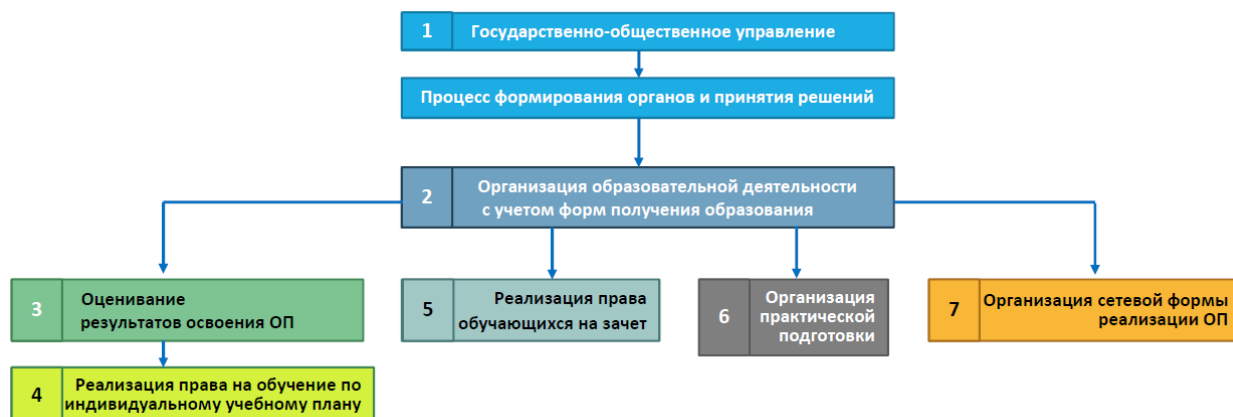 1 Государственно-общественное управление
Процесс формирования органов и принятия решений
2 Организация образовательной деятельности
с учетом форм получения образования
3 Оценивание
результатов освоения ОП
4 Реализация права на обучение по
индивидуальному учебному плану
5 Реализация права
обучающихся на зачет
6 Организация
практической
подготовки
7 Организация сетевой формы
реализации ОП